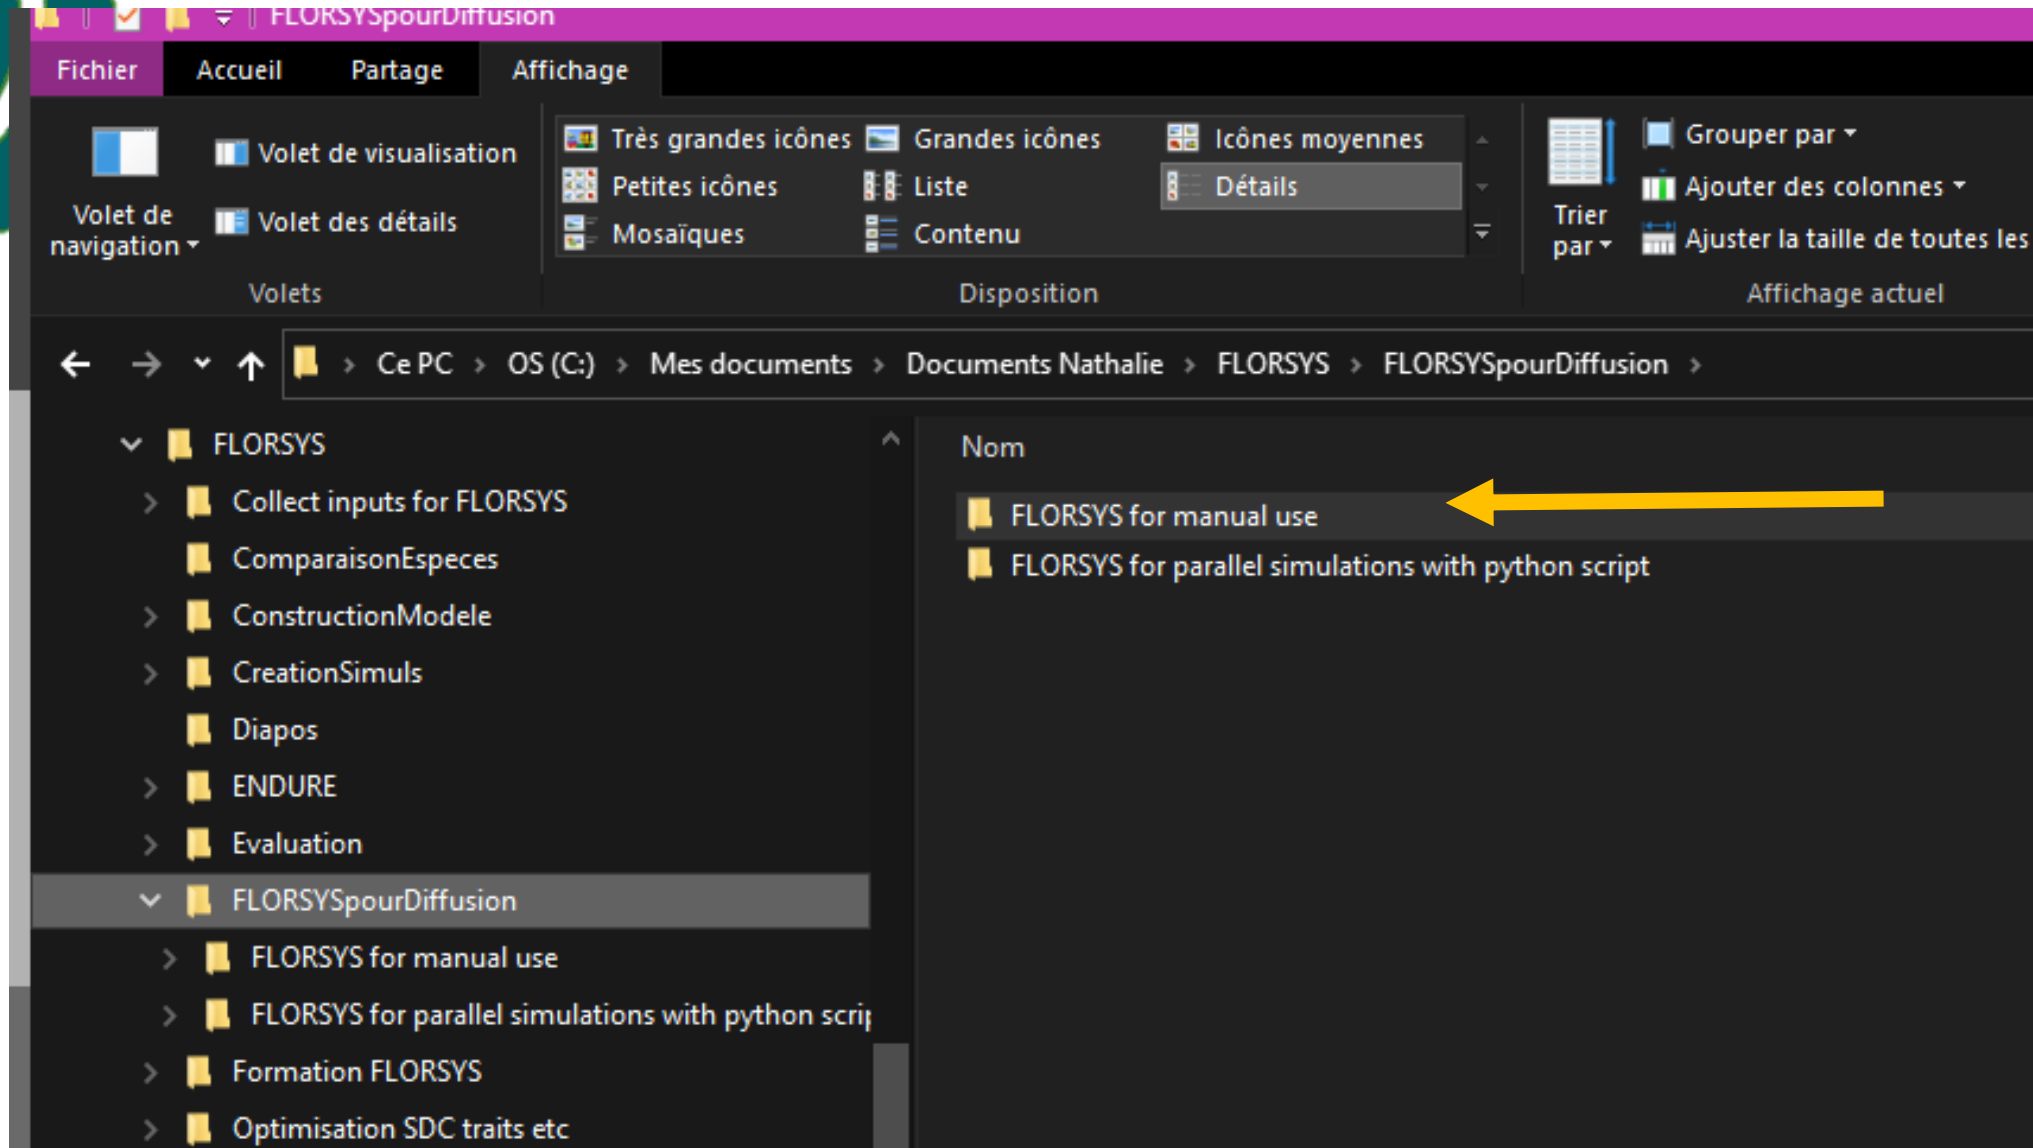 FLORSYSpourDiffusion
Fichier Accueil Partage Affichage
Volet de navigation
Volet de visualisation
Volet des détails
Volets
Très grandes icônes Grandes icônes Icônes moyennes
Petites icônes Liste Détails
Mosaïques Contenu
Disposition
Trier par
Grouper par
Ajouter des colonnes
Ajuster la taille de toutes les
Affichage actuel
Ce PC > OS (C:) > Mes documents > Documents Nathalie > FLORSYS > FLORSYSpourDiffusion >
FLORSYS
Collect inputs for FLORSYS
ComparaisonEspeces
ConstructionModele
CreationSimuls
Diapos
ENDURE
Evaluation
FLORSYSpourDiffusion
FLORSYS for manual use
FLORSYS for parallel simulations with python scrip
Formation FLORSYS
Optimisation SDC traits etc
Nom
FLORSYS for manual use
FLORSYS for parallel simulations with python script